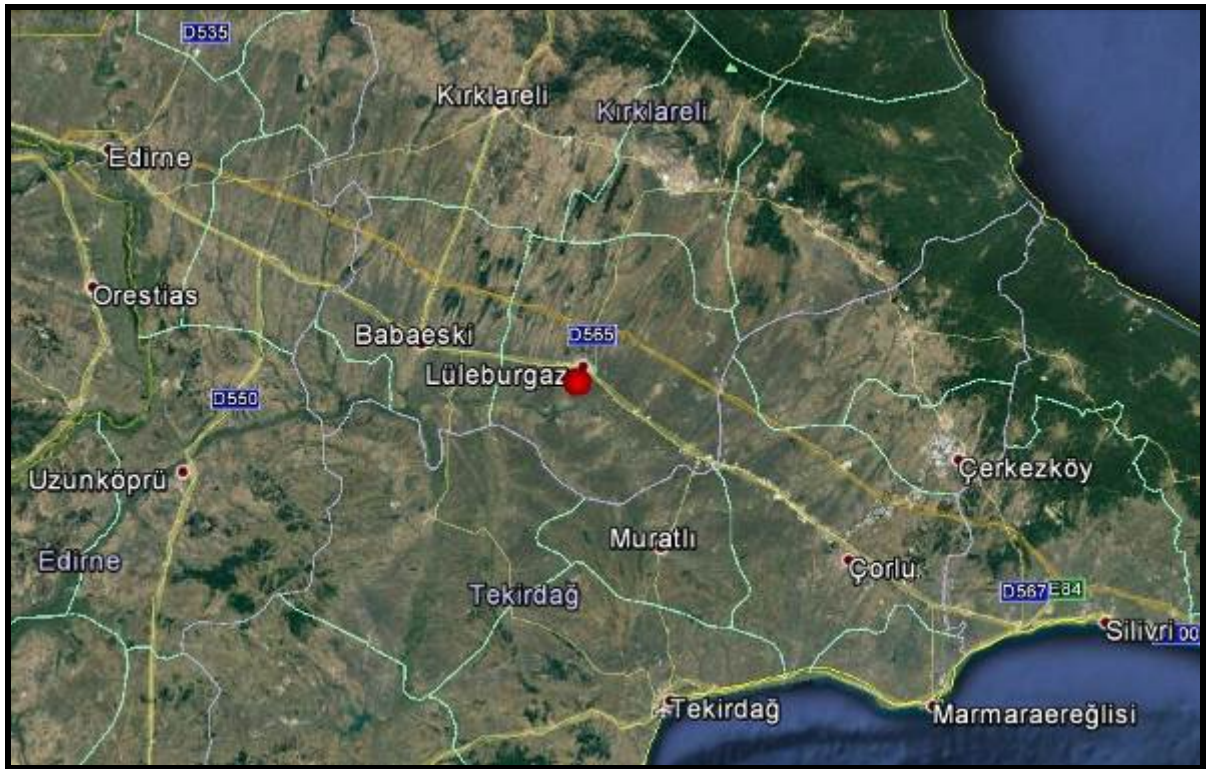 D535
Kırklareli
Kırklareli
Edirne
Orestias
D565
Babaeski
Lüleburgaz
D550
Uzunköprü
Çerkezköy
Muratlı
Edirne
Çorlu
Tekirdağ
D567
E84
Silivri
00
Tekirdağ
Marmaraereğlisi